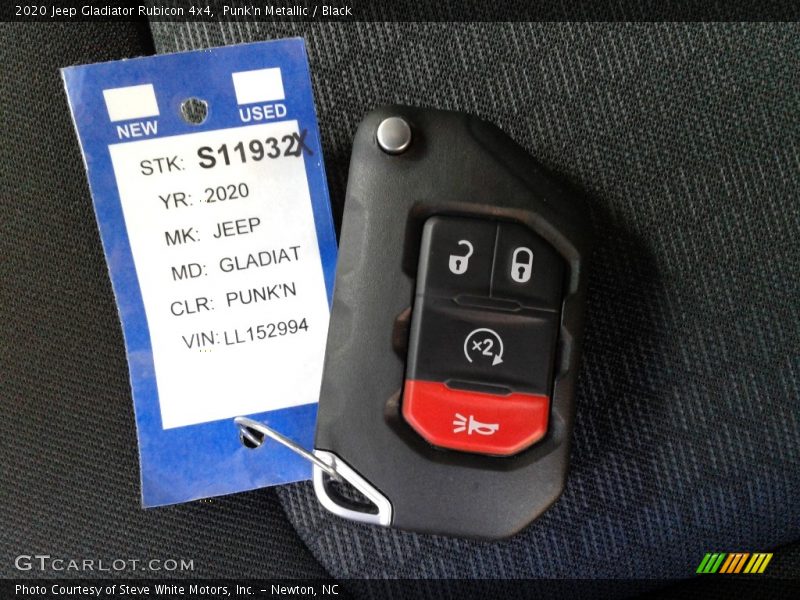 2020 Jeep Gladiator Rubicon 4x4, Punk'n Metallic / Black
NEW
USED
STK: S11932X
YR: 2020
MK: JEEP
MD: GLADIAT
CLR: PUNK'N
VIN: LL152994
×2
GTCARLOT.COM
Photo Courtesy of Steve White Motors, Inc. – Newton, NC